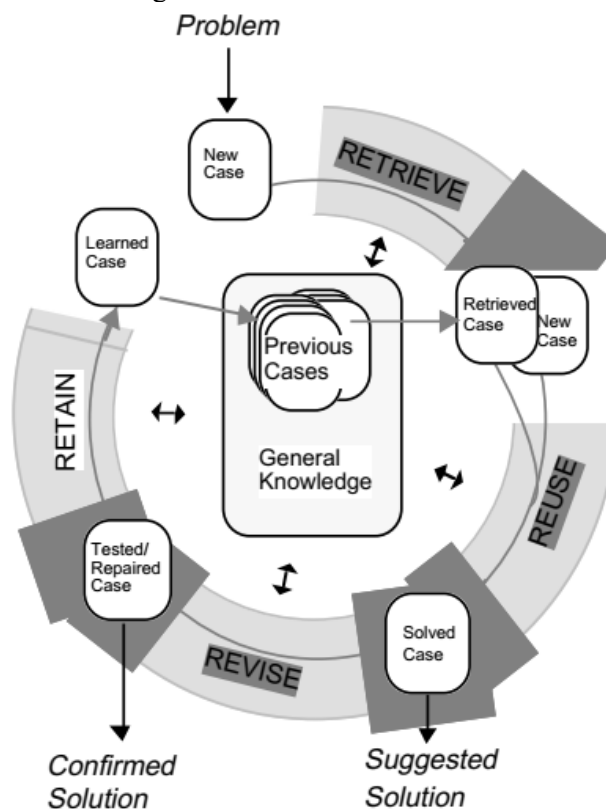 Problem
New
Case
RETRIEVE
Learned
Case
Retrieved
Case
New
Case
Previous
Cases
General
Knowledge
RETAIN
REUSE
Tested/
Repaired
Case
Solved
Case
REVISE
Confirmed
Solution
Suggested
Solution